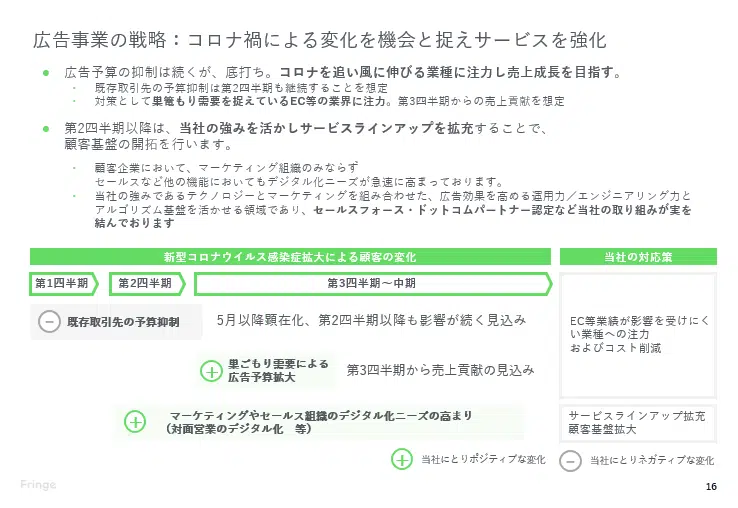 広告事業の戦略：コロナ禍による変化を機会と捉えサービスを強化
広告予算の抑制は続くが、底打ち。コロナを追い風に伸びる業種に注力し売上成長を目指す。
既存取引先の予算抑制は第2四半期も継続することを想定
対策として巣篭もり需要を捉えているEC等の業界に注力。第3四半期からの売上貢献を想定
第2四半期以降は、当社の強みを活かしサービスラインアップを拡充することで、
顧客基盤の開拓を行います。
顧客企業において、マーケティング組織のみならず
セールスなど他の機能においてもデジタル化ニーズが急速に高まっております。
当社の強みであるテクノロジーとマーケティングを組み合わせた、広告効果を高める運用力／エンジニアリング力と
アルゴリズム基盤を活かせる領域であり、セールスフォース・ドットコムパートナー認定など当社の取り組みが実を
結んでおります
新型コロナウイルス感染症拡大による顧客の変化
当社の対応策
第1四半期
第2四半期
第3四半期～中期
既存取引先の予算抑制
5月以降顕在化、第2四半期以降も影響が続く見込み
EC等業績が影響を受けにく
い業種への注力
およびコスト削減
巣ごもり需要による
広告予算拡大
第3四半期から売上貢献の見込み
マーケティングやセールス組織のデジタル化ニーズの高まり
（対面営業のデジタル化　等）
サービスラインアップ拡充
顧客基盤拡大
当社にとりポジティブな変化
当社にとりネガティブな変化
Fringe
16